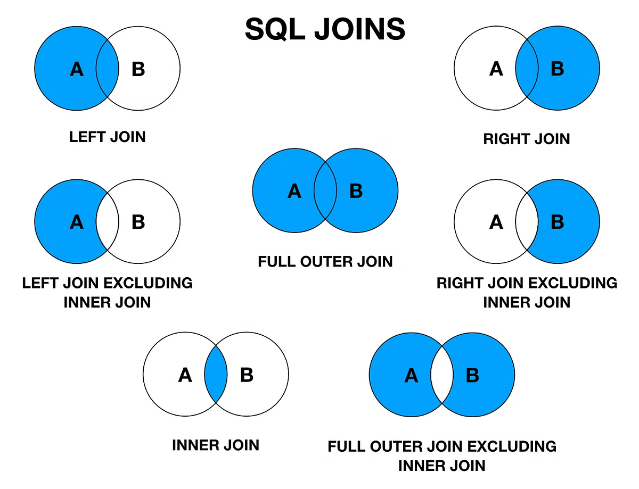 SQL JOINS
A B
LEFT JOIN
A B
RIGHT JOIN
A B
FULL OUTER JOIN
A B
LEFT JOIN EXCLUDING
INNER JOIN
A B
RIGHT JOIN EXCLUDING
INNER JOIN
A B
INNER JOIN
A B
FULL OUTER JOIN EXCLUDING
INNER JOIN